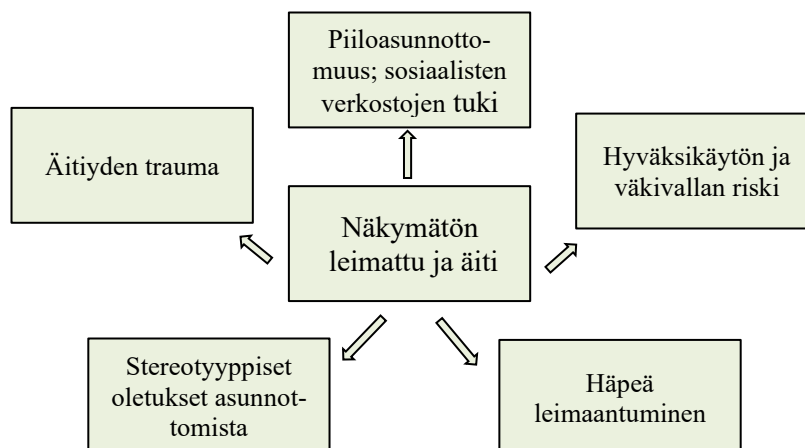 Piiloasunnotto-
muus; sosiaalisten
verkostojen tuki
Äitiyden trauma
Hyväksikäytön ja
väkivallan riski
Näkymätön
leimattu ja äiti
Stereotyyppiset
oletukset asunnot-
tomista
Häpeä
leimaantuminen